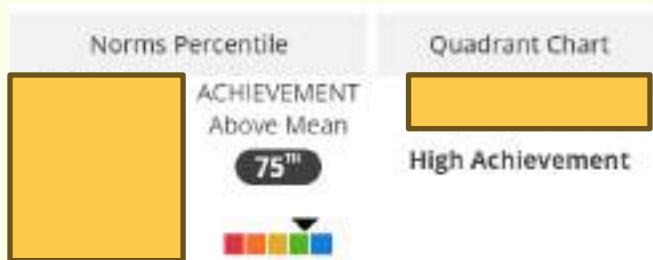 Norms Percentile
Quadrant Chart
ACHIEVEMENT
Above Mean
75TH
High Achievement